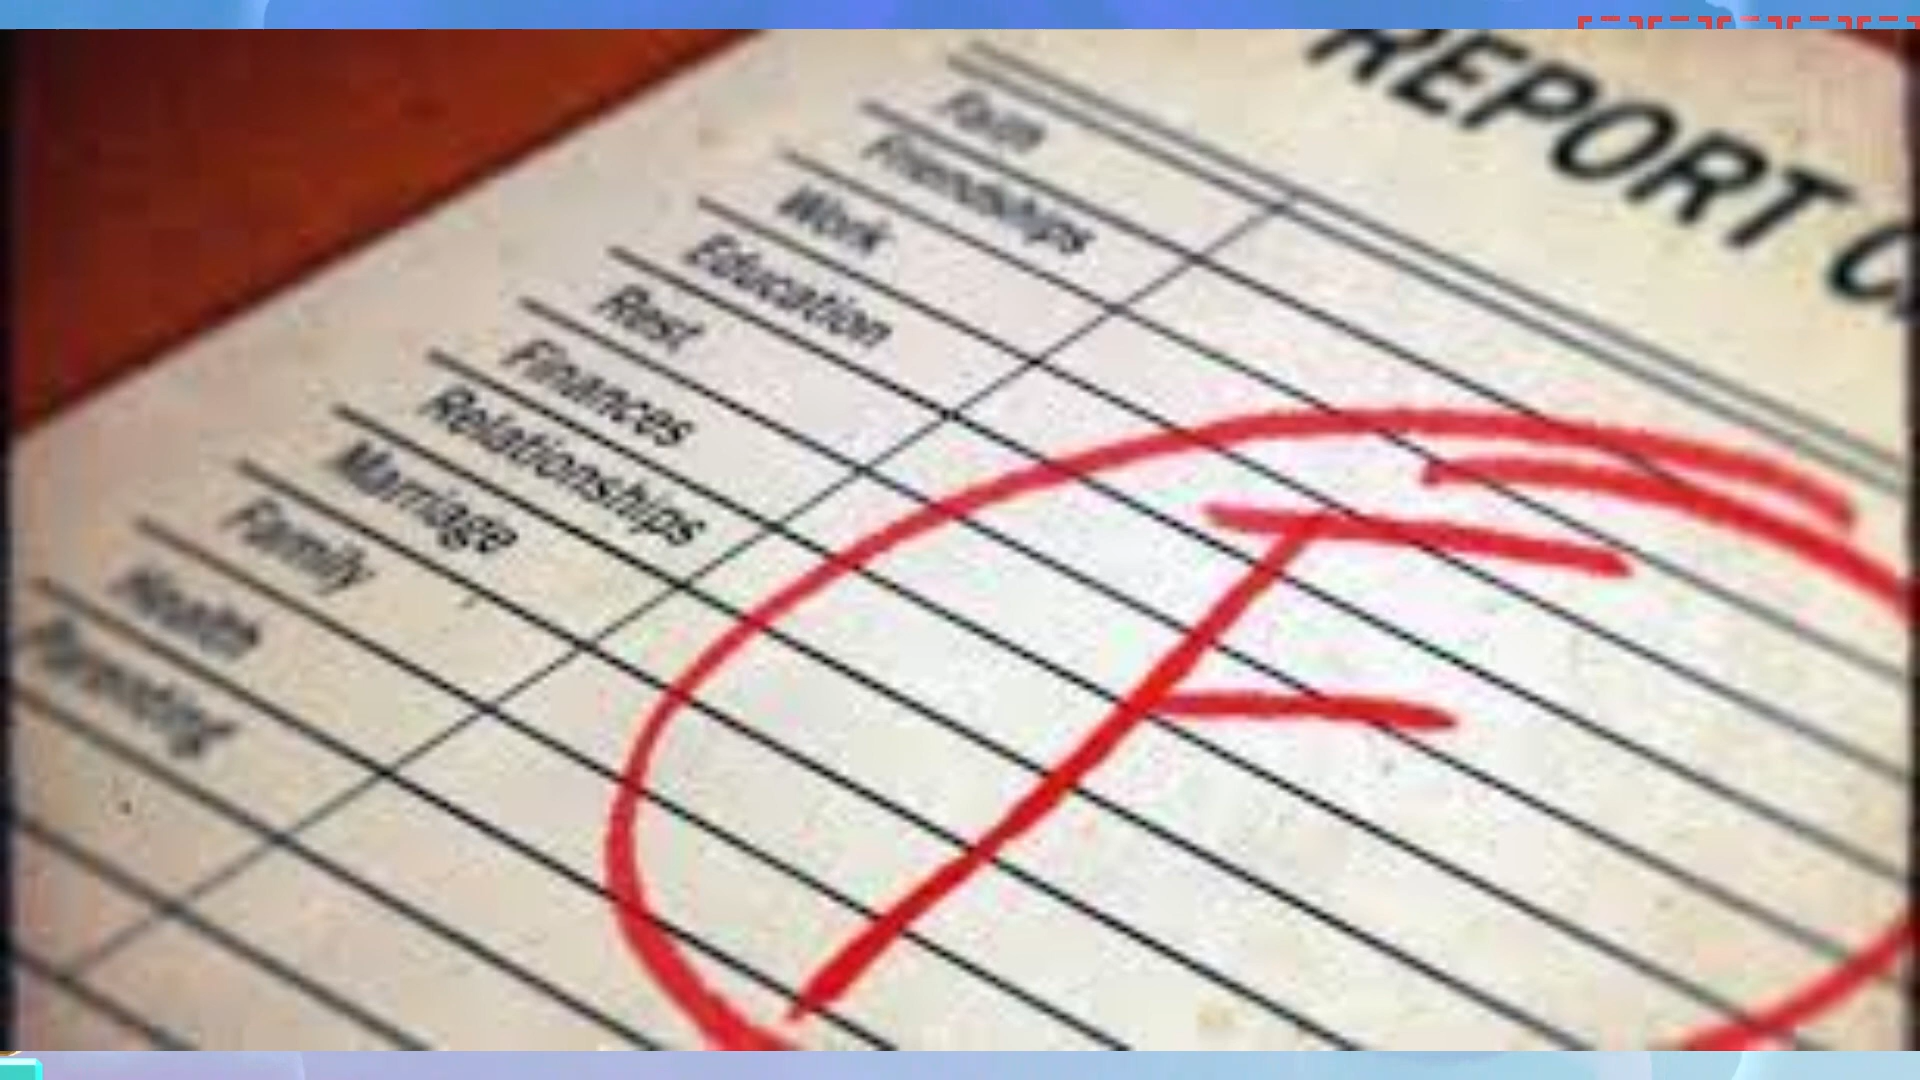 REPORT C
Faith
Friendships
Work
Education
Rest
Finances
Relationships
Marriage
Family
Health
Parenting
F